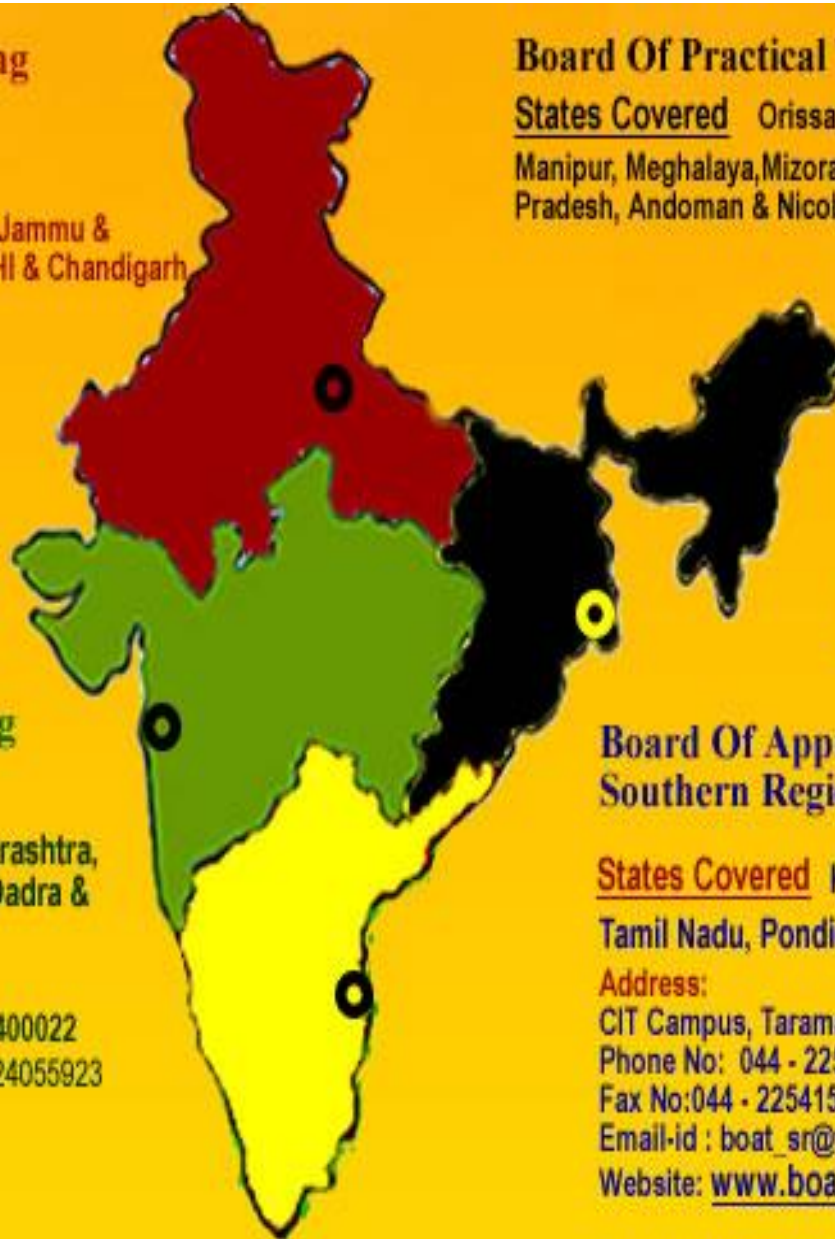 Board Of Practical
States Covered Orissa
Manipur, Meghalaya,Mizora
Pradesh, Andoman & Nicol
ng
Jammu &
HI & Chandigarh
g
rashtra,
Dadra &
400022
24055923
Board Of App
Southern Regi
States Covered
Tamil Nadu, Pondi
Address:
CIT Campus, Taram
Phone No: 044 - 225
Fax No:044 - 225415
Email-id : boat_sr@
Website: www.boa